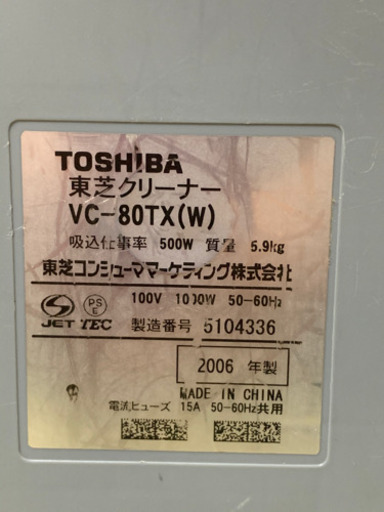 TOSHIBA
東芝クリーナー
VC-80TX(W)
吸込仕事率 500W 質量 5.9kg
東芝コンシューママーケティング株式会社
PS E 100V 1000W 50-60Hz
JET TEC 製造番号 5104336
2006 年製
MADE IN CHINA
電流ヒューズ 15A 50-60Hz共用